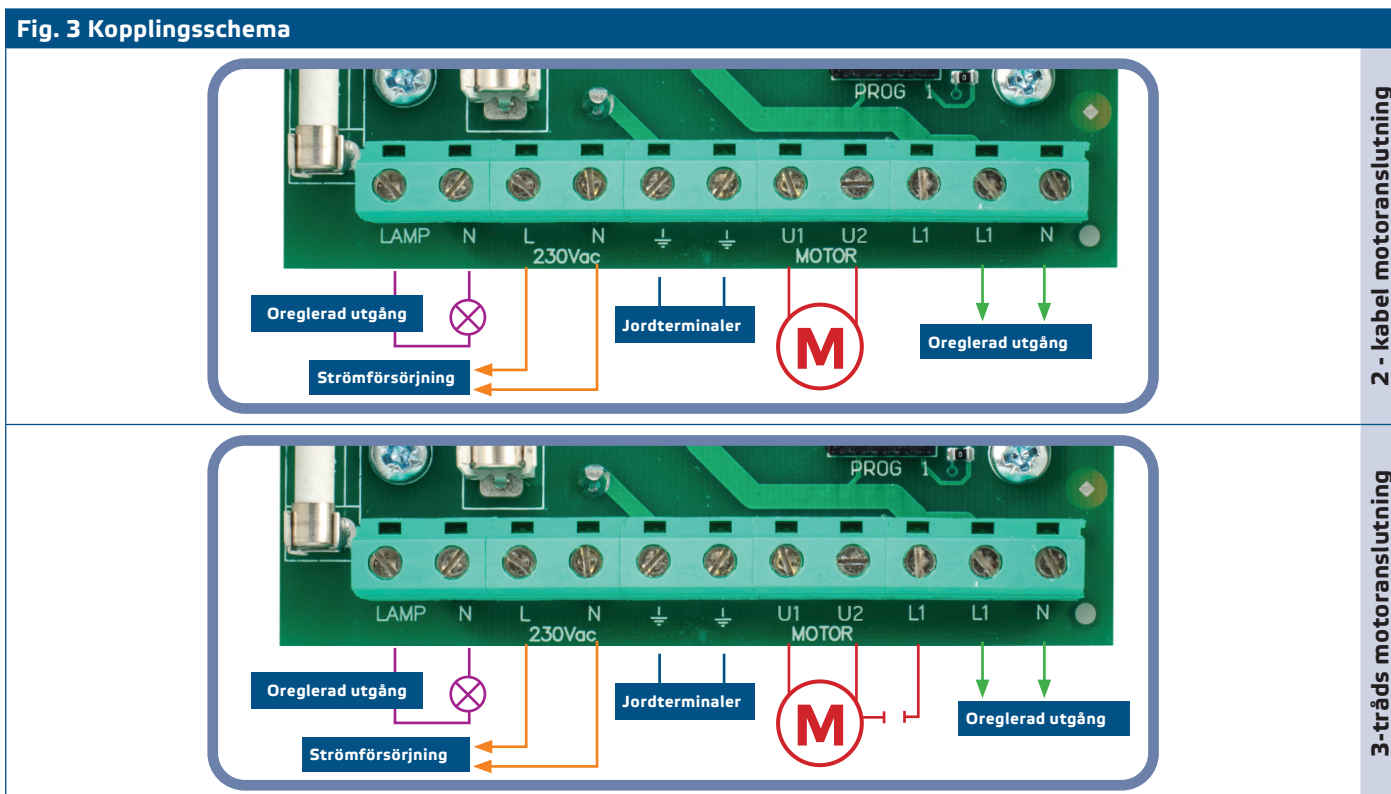 Fig. 3 Kopplingsschema
PROG 1
LAMP N L N ⏚ ⏚ U1 U2 L1 L1 N
230Vac MOTOR
Oreglerad utgång
Strömförsörjning
Jordterminaler
M
Oreglerad utgång
2 - kabel motoranslutning
PROG 1
LAMP N L N ⏚ ⏚ U1 U2 L1 L1 N
230Vac MOTOR
Oreglerad utgång
Strömförsörjning
Jordterminaler
M
Oreglerad utgång
3-tråds motoranslutning